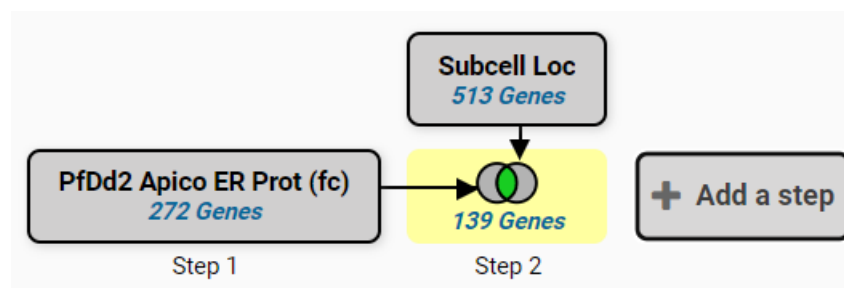 Subcell Loc
513 Genes
PfDd2 Apico ER Prot (fc)
272 Genes
139 Genes
Add a step
Step 1
Step 2